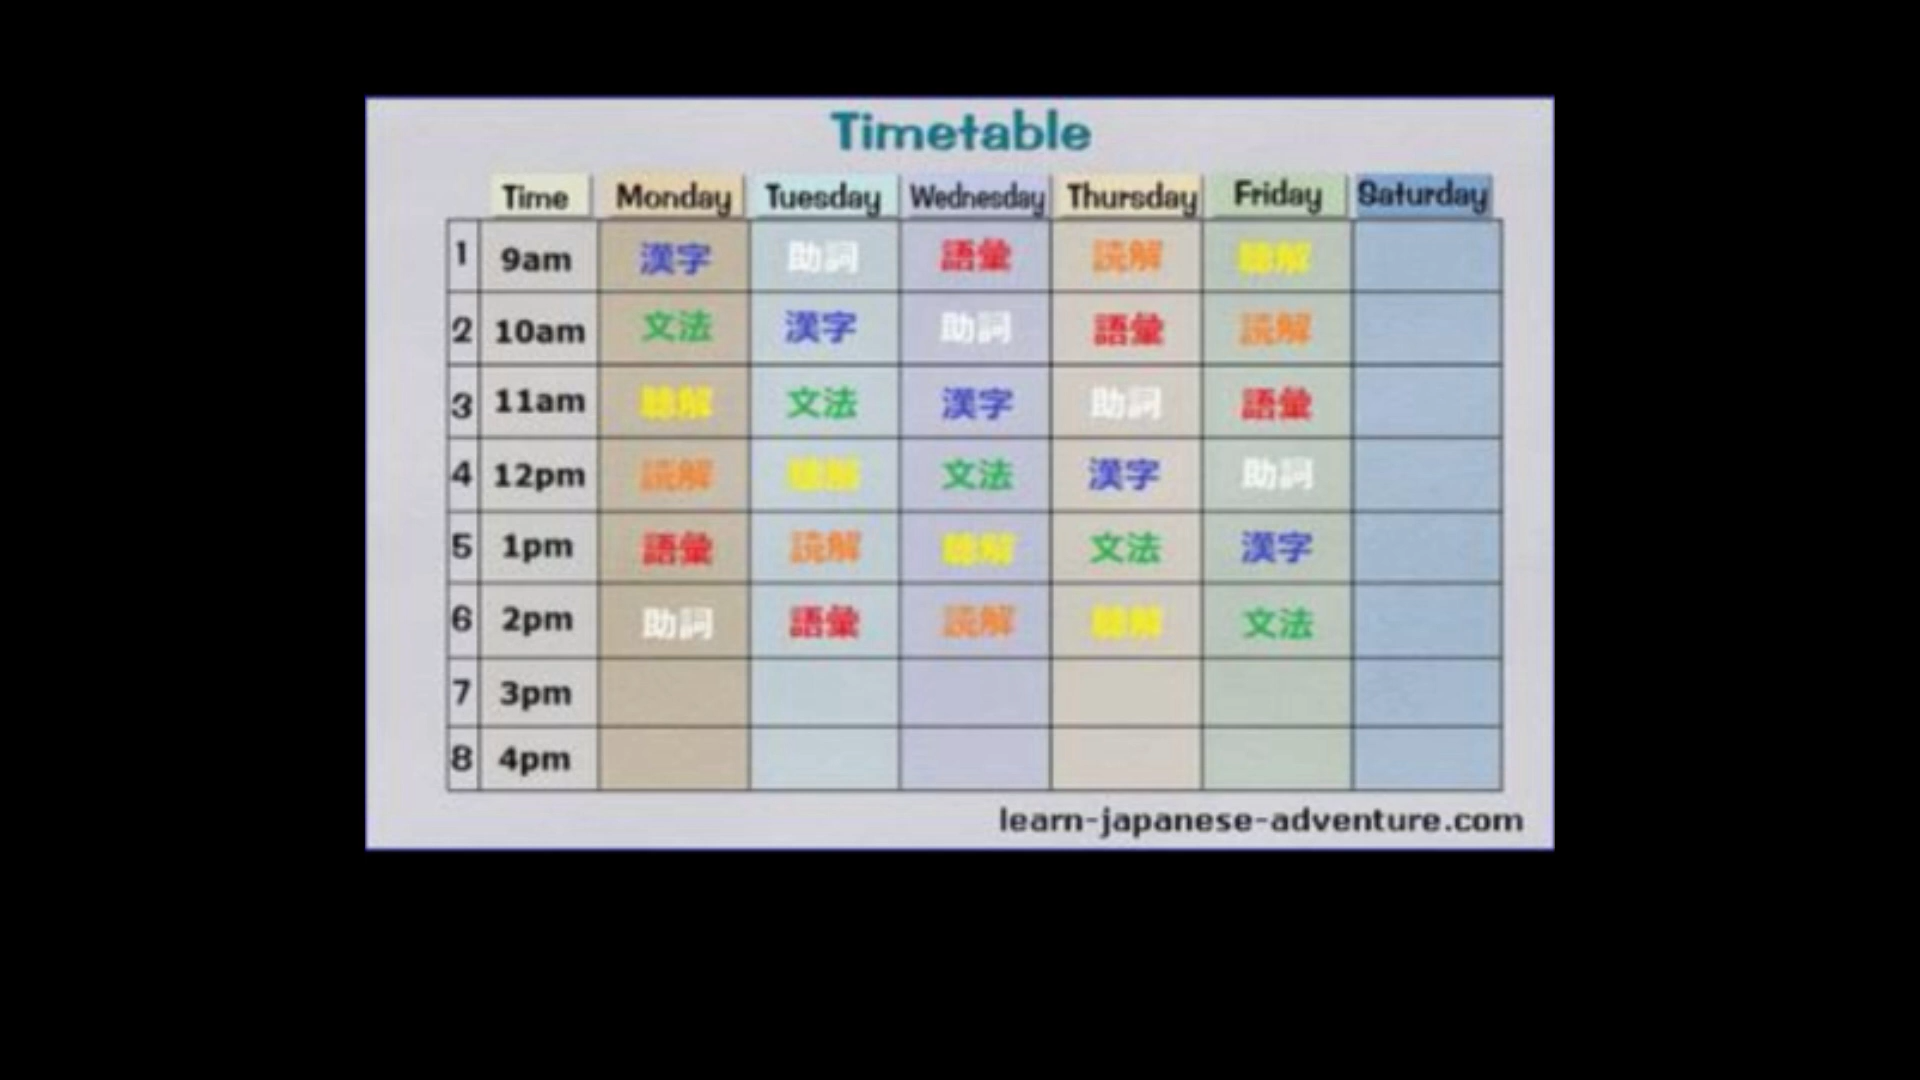 Timetable
Time Monday Tuesday Wednesday Thursday Friday Saturday
1 9am 漢字 助詞 語彙 読解 聴解
2 10am 文法 漢字 助詞 語彙 読解
3 11am 聴解 文法 漢字 助詞 語彙
4 12pm 読解 聴解 文法 漢字 助詞
5 1pm 語彙 読解 聴解 文法 漢字
6 2pm 助詞 語彙 読解 聴解 文法
7 3pm
8 4pm
learn-japanese-adventure.com